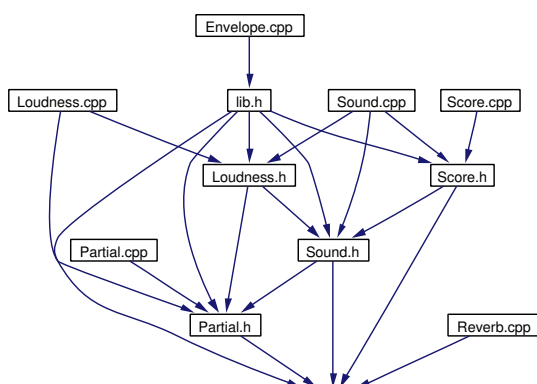 Envelope.cpp
Loudness.cpp
lib.h
Sound.cpp
Score.cpp
Loudness.h
Score.h
Partial.cpp
Sound.h
Partial.h
Reverb.cpp